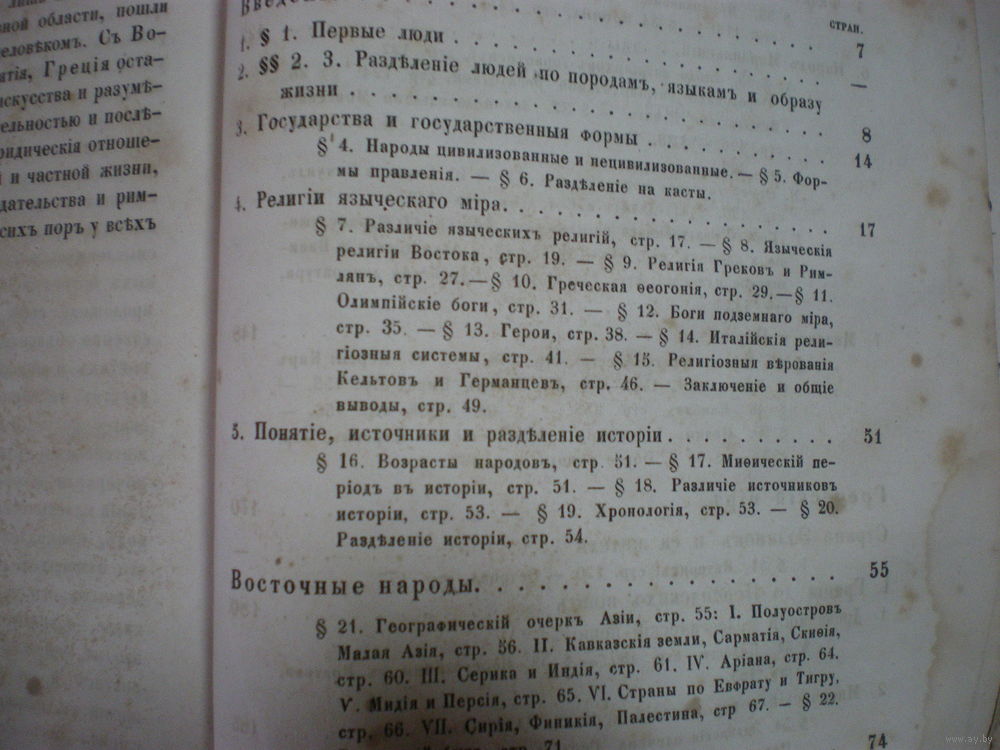 ной области, пошли
еловѣкомъ. Съ Во-
ятія, Греція оста-
искусства и разумѣ-
ельностью и послѣ-
ридическія отноше-
й и частной жизни,
дательства и рим-
сихъ поръ у всѣхъ
СТРАН.
7
1. § 1. Первые люди . . . . . . . . . . . . . . . —
2. §§ 2. 3. Раздѣленіе людей по породамъ, языкамъ и образу
жизни . . . . . . . . . . . . . . . . . . . 8
3. Государства и государственныя формы . . . . . . . . 14
§ 4. Народы цивилизованные и нецивилизованные. — § 5. Фор-
мы правленія. — § 6. Раздѣленіе на касты.
4. Религіи языческаго міра. . . . . . . . . . . . . 17
§ 7. Различіе языческихъ религій, стр. 17. — § 8. Языческія
религіи Востока, стр. 19. — § 9. Религія Грековъ и Рим-
лянъ, стр. 27. — § 10. Греческая ѳеогонія, стр. 29. — § 11.
Олимпійскіе боги, стр. 31. — § 12. Боги подземнаго міра,
стр. 35. — § 13. Герои, стр. 38. — § 14. Италійскія рели-
гіозныя системы, стр. 41. — § 15. Религіозныя вѣрованія
Кельтовъ и Германцевъ, стр. 46. — Заключеніе и общіе
выводы, стр. 49.
5. Понятіе, источники и раздѣленіе исторіи . . . . . . . . . 51
§ 16. Возрасты народовъ, стр. 51. — § 17. Миѳическій пе-
ріодъ въ исторіи, стр. 51. — § 18. Различіе источниковъ
исторіи, стр. 53. — § 19. Хронологія, стр. 53. — § 20.
Раздѣленіе исторіи, стр. 54.
Восточные народы. . . . . . . . . . . . . . . . 55
§ 21. Географическій очеркъ Азіи, стр. 55: I. Полуостровъ
Малая Азія, стр. 56. II. Кавказскія земли, Сарматія, Скиѳія,
стр. 60. III. Серика и Индія, стр. 61. IV. Аріана, стр. 64.
V. Мидія и Персія, стр. 65. VI. Страны по Евфрату и Тигру,
стр. 66. VII. Сирія, Финикія, Палестина, стр 67. — § 22.
стр. 71.
74
www.ay.by